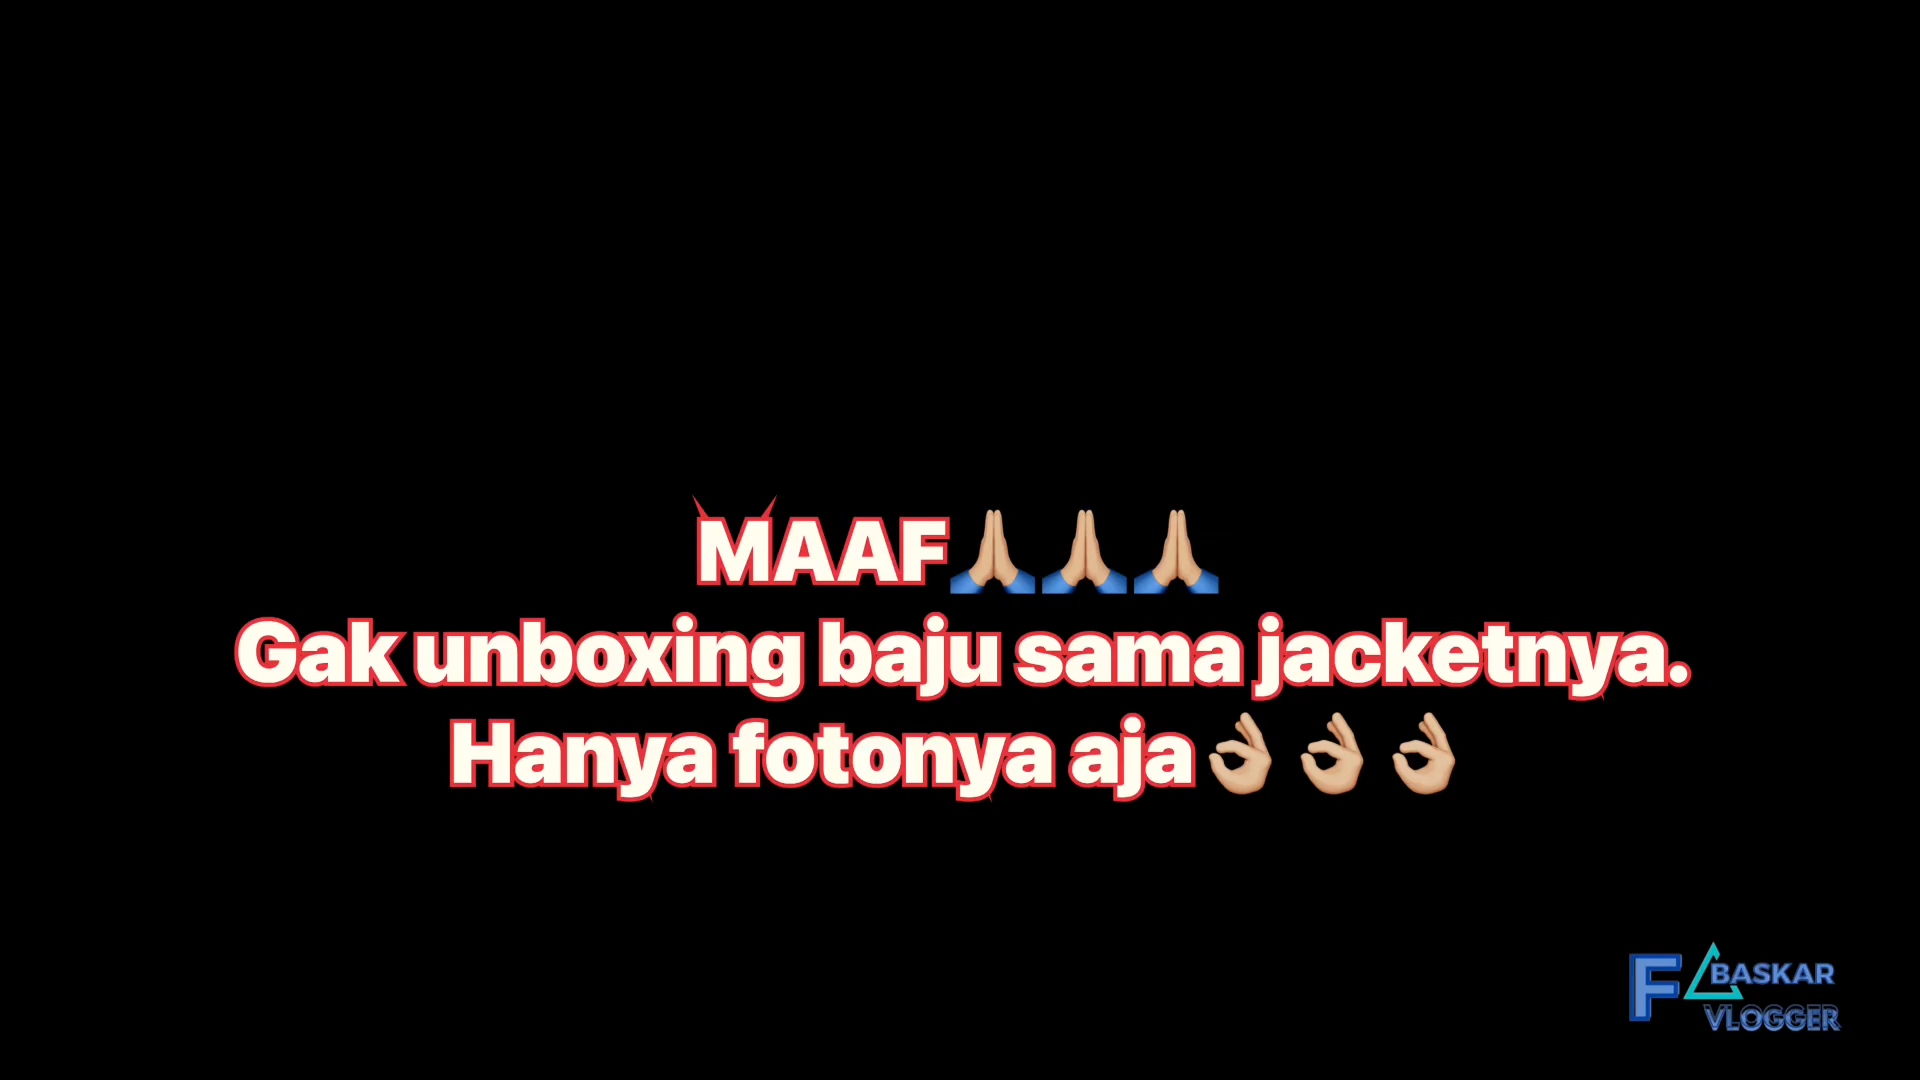 MAAF🙏🏼🙏🏼🙏🏼
Gak unboxing baju sama jacketnya.
Hanya fotonya aja👌🏼👌🏼👌🏼
F BASKAR
VLOGGER